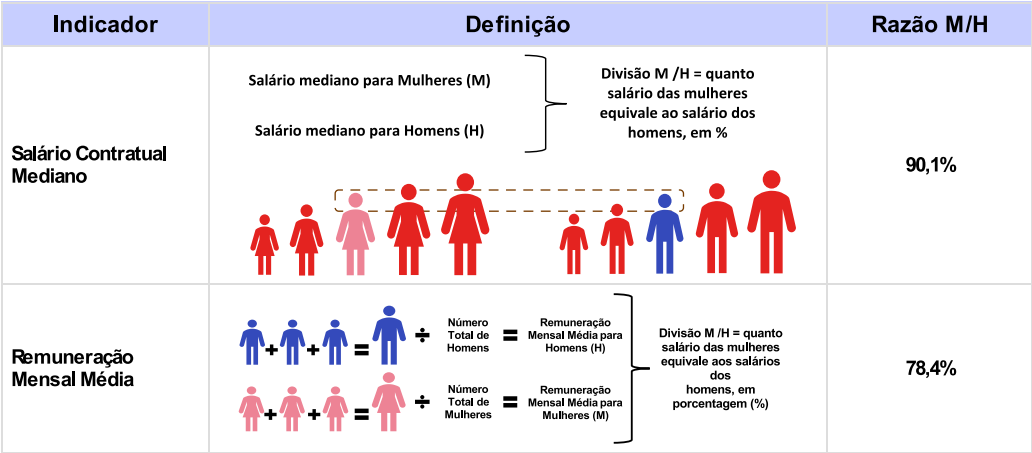 Indicador
Definição
Razão M/H
Salário Contratual
Mediano
Salário mediano para Mulheres (M)
Salário mediano para Homens (H)
Divisão M /H = quanto
salário das mulheres
equivale ao salário dos
homens, em %
90,1%
Remuneração
Mensal Média
+ + = ÷
Número
Total de
Homens
=
Remuneração
Mensal Média para
Homens (H)
+ + = ÷
Número
Total de
Mulheres
=
Remuneração
Mensal Média para
Mulheres (M)
Divisão M /H = quanto
salário das mulheres
equivale aos salários
dos
homens, em
porcentagem (%)
78,4%